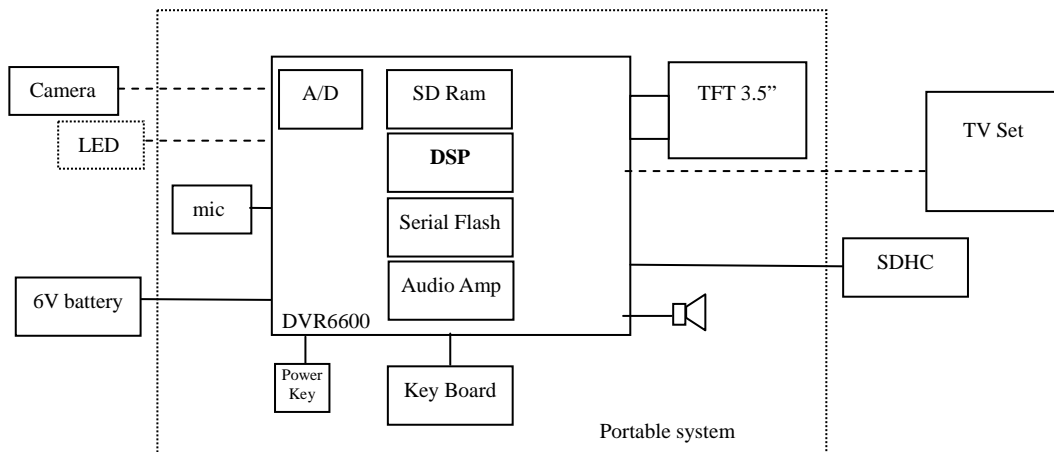 Camera
LED
mic
6V battery
A/D
SD Ram
DSP
Serial Flash
Audio Amp
DVR6600
Power
Key
Key Board
TFT 3.5”
TV Set
SDHC
Portable system